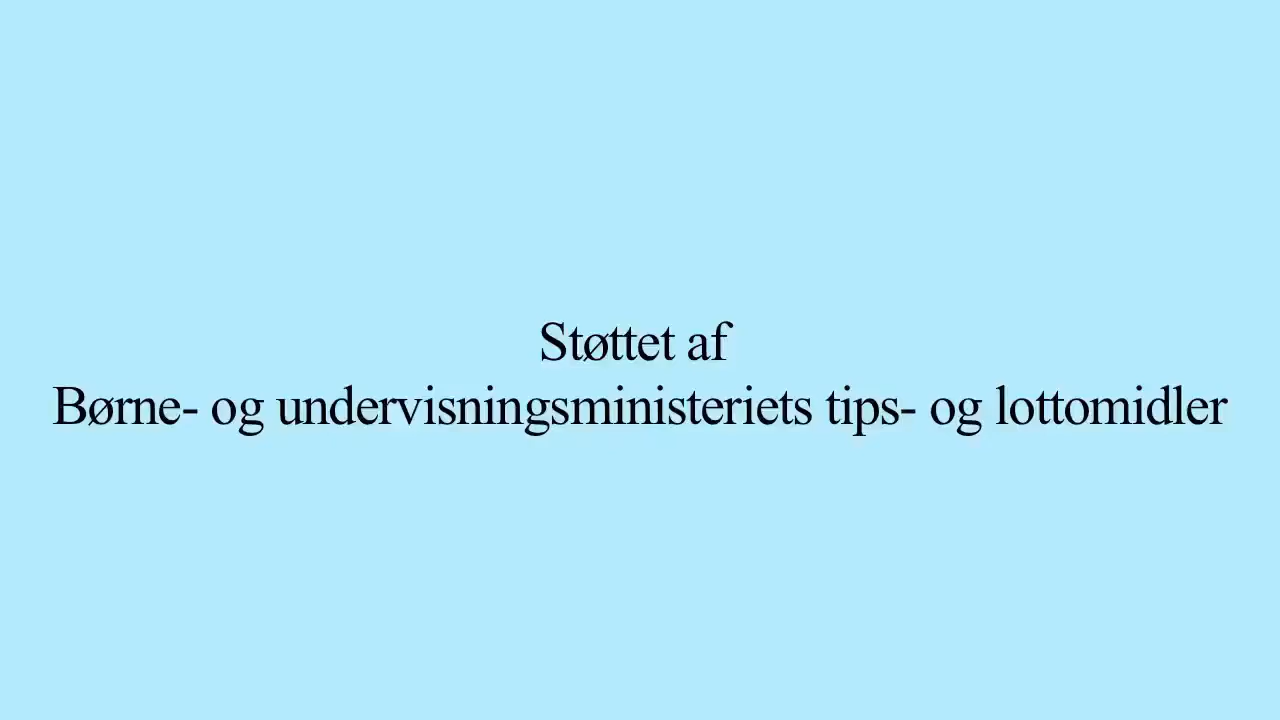 Støttet af
Børne- og undervisningsministeriets tips- og lottomidler